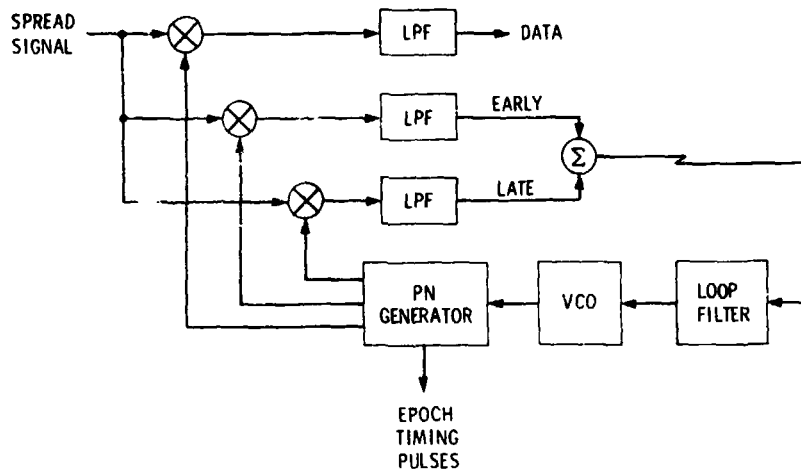 SPREAD
SIGNAL
LPF
DATA
LPF
EARLY
Σ
LPF
LATE
PN
GENERATOR
VCO
LOOP
FILTER
EPOCH
TIMING
PULSES